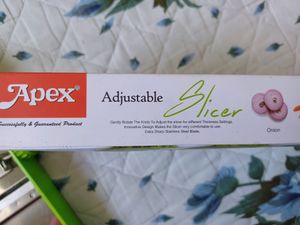 Apex®
Successfully & Guaranteed Product
Adjustable
Slicer
Gently Rotate The Knob To Adjust the slicer for different Thickness Settings.
Innovative Design Makes the Slicer very comfortable to use.
Extra Sharp Stainless Steel Blade.
Onion